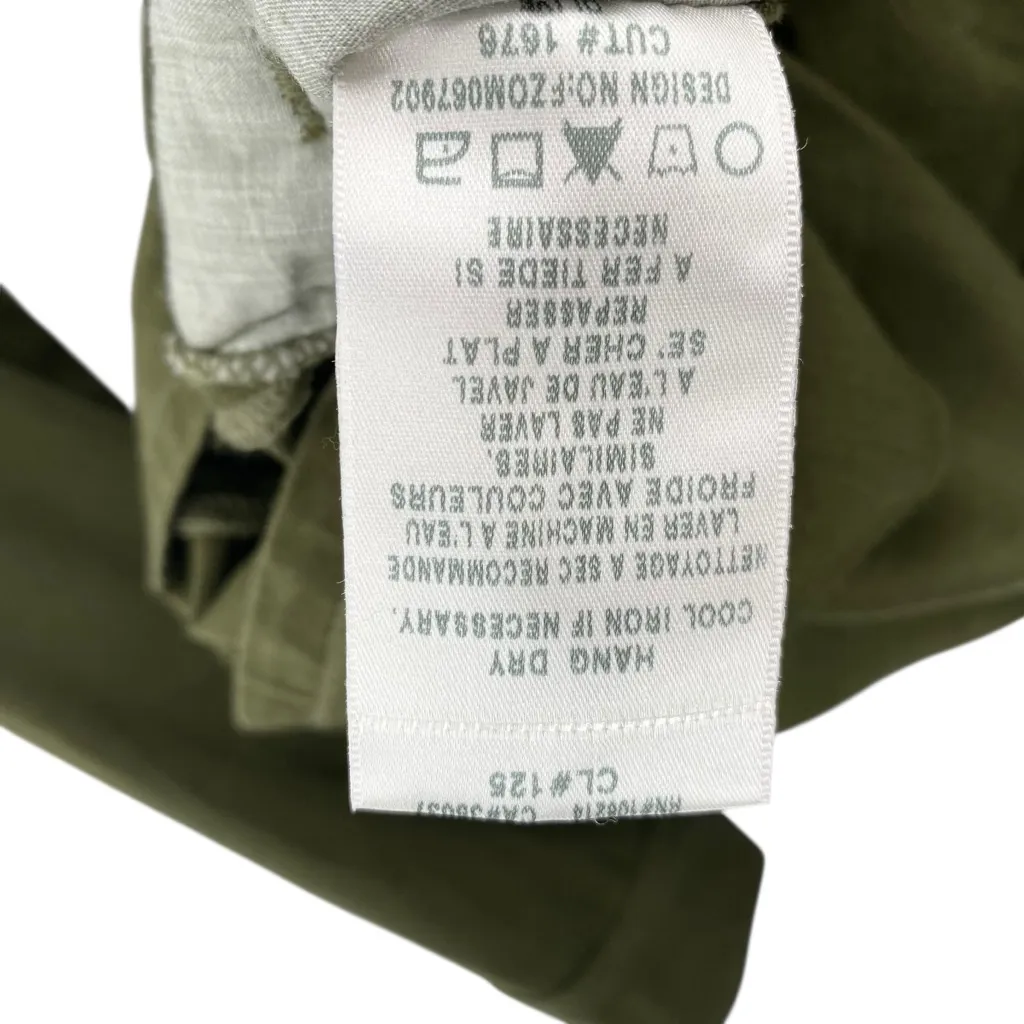 CL#125
HANG DRY
COOL IRON IF NECESSARY.
NETTOYAGE A SEC RECOMMANDE
LAVER EN MACHINE A L'EAU
FROIDE AVEC COULEURS
SIMILAIRES.
NE PAS LAVER
A L'EAU DE JAVEL
SE' CHER A PLAT
REPASSER
A FER TIEDE SI
NECESSAIRE
DESIGN NO:FZOM067902
CUT# 1676